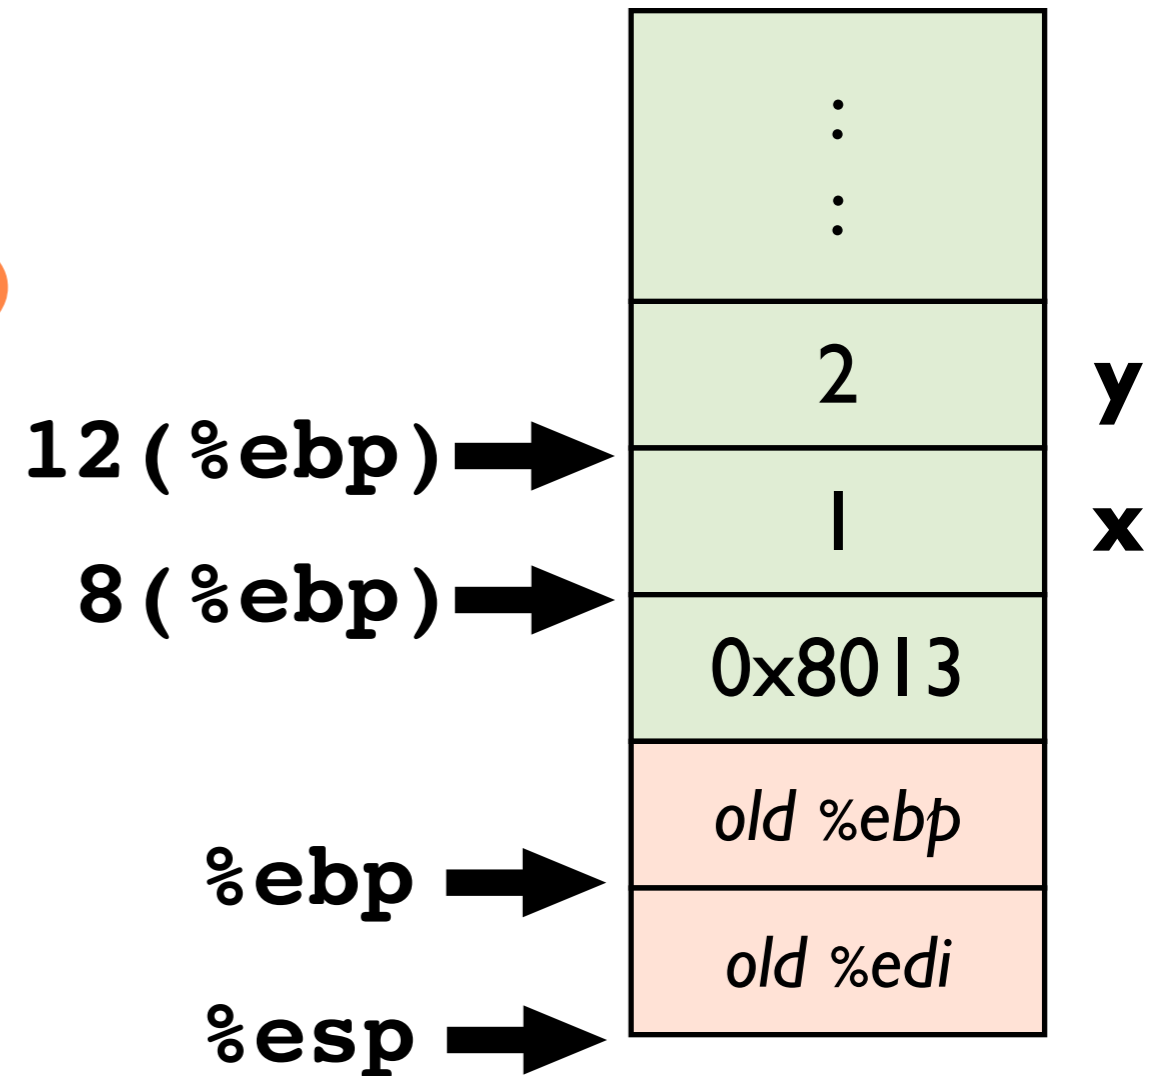 :
:
2
y
12(%ebp)
1
x
8(%ebp)
0x8013
old %ebp
%ebp
old %edi
%esp